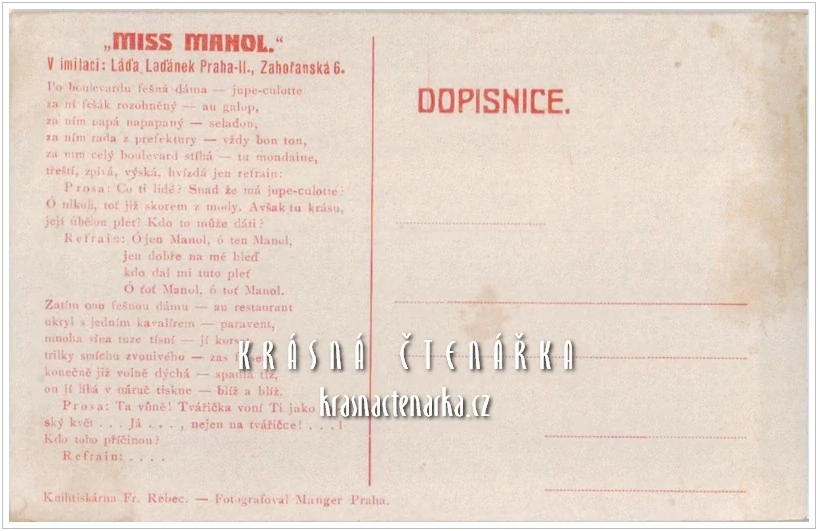 „MISS MANOL.“
V imitaci: Láďa Laďánek Praha-II., Zahořanská 6.
Po boulevardu fešná dáma — jupe-culotte
za ní fešák rozohněný — au galop,
za ním papá napapaný — seladon,
za ním rada z prefektury — vždy bon ton,
za ním celý boulevard stíhá — tu mondaine,
třeští, zpívá, výská, hvízdá jen refrain:
Prosa: Co ti lidé? Snad že má jupe-culotte?
Ó nikoli, toť již skorem z mody. Avšak tu krásu,
její úbělou pleť? Kdo to může dáti?
Refrain: Ó jen Manol, ó ten Manol,
jen dobře na mé hleď
kdo dal mi tuto pleť
Ó toť Manol, ó toť Manol.
Zatím onu fešnou dámu — au restaurant
ukryl s jedním kavalírem — paravent,
mnoha vína tuze tísní — jí
trilky smíchu zvonivého — zas
konečně již volně dýchá — spadla tíž,
on jí líbá v náruč tiskne — blíž a blíž.
Prosa: Ta vůně! Tvářička voní Ti jako
ský květ . . . Já . . . , nejen na tvářičce! . . . !
Kdo toho příčinou?
Refrain: . . . .
Knihtiskárna Fr. Rebec. — Fotografoval Manger Praha.
DOPISNICE.
KRÁSNÁ ČTENÁŘKA
krasnactenarka.cz